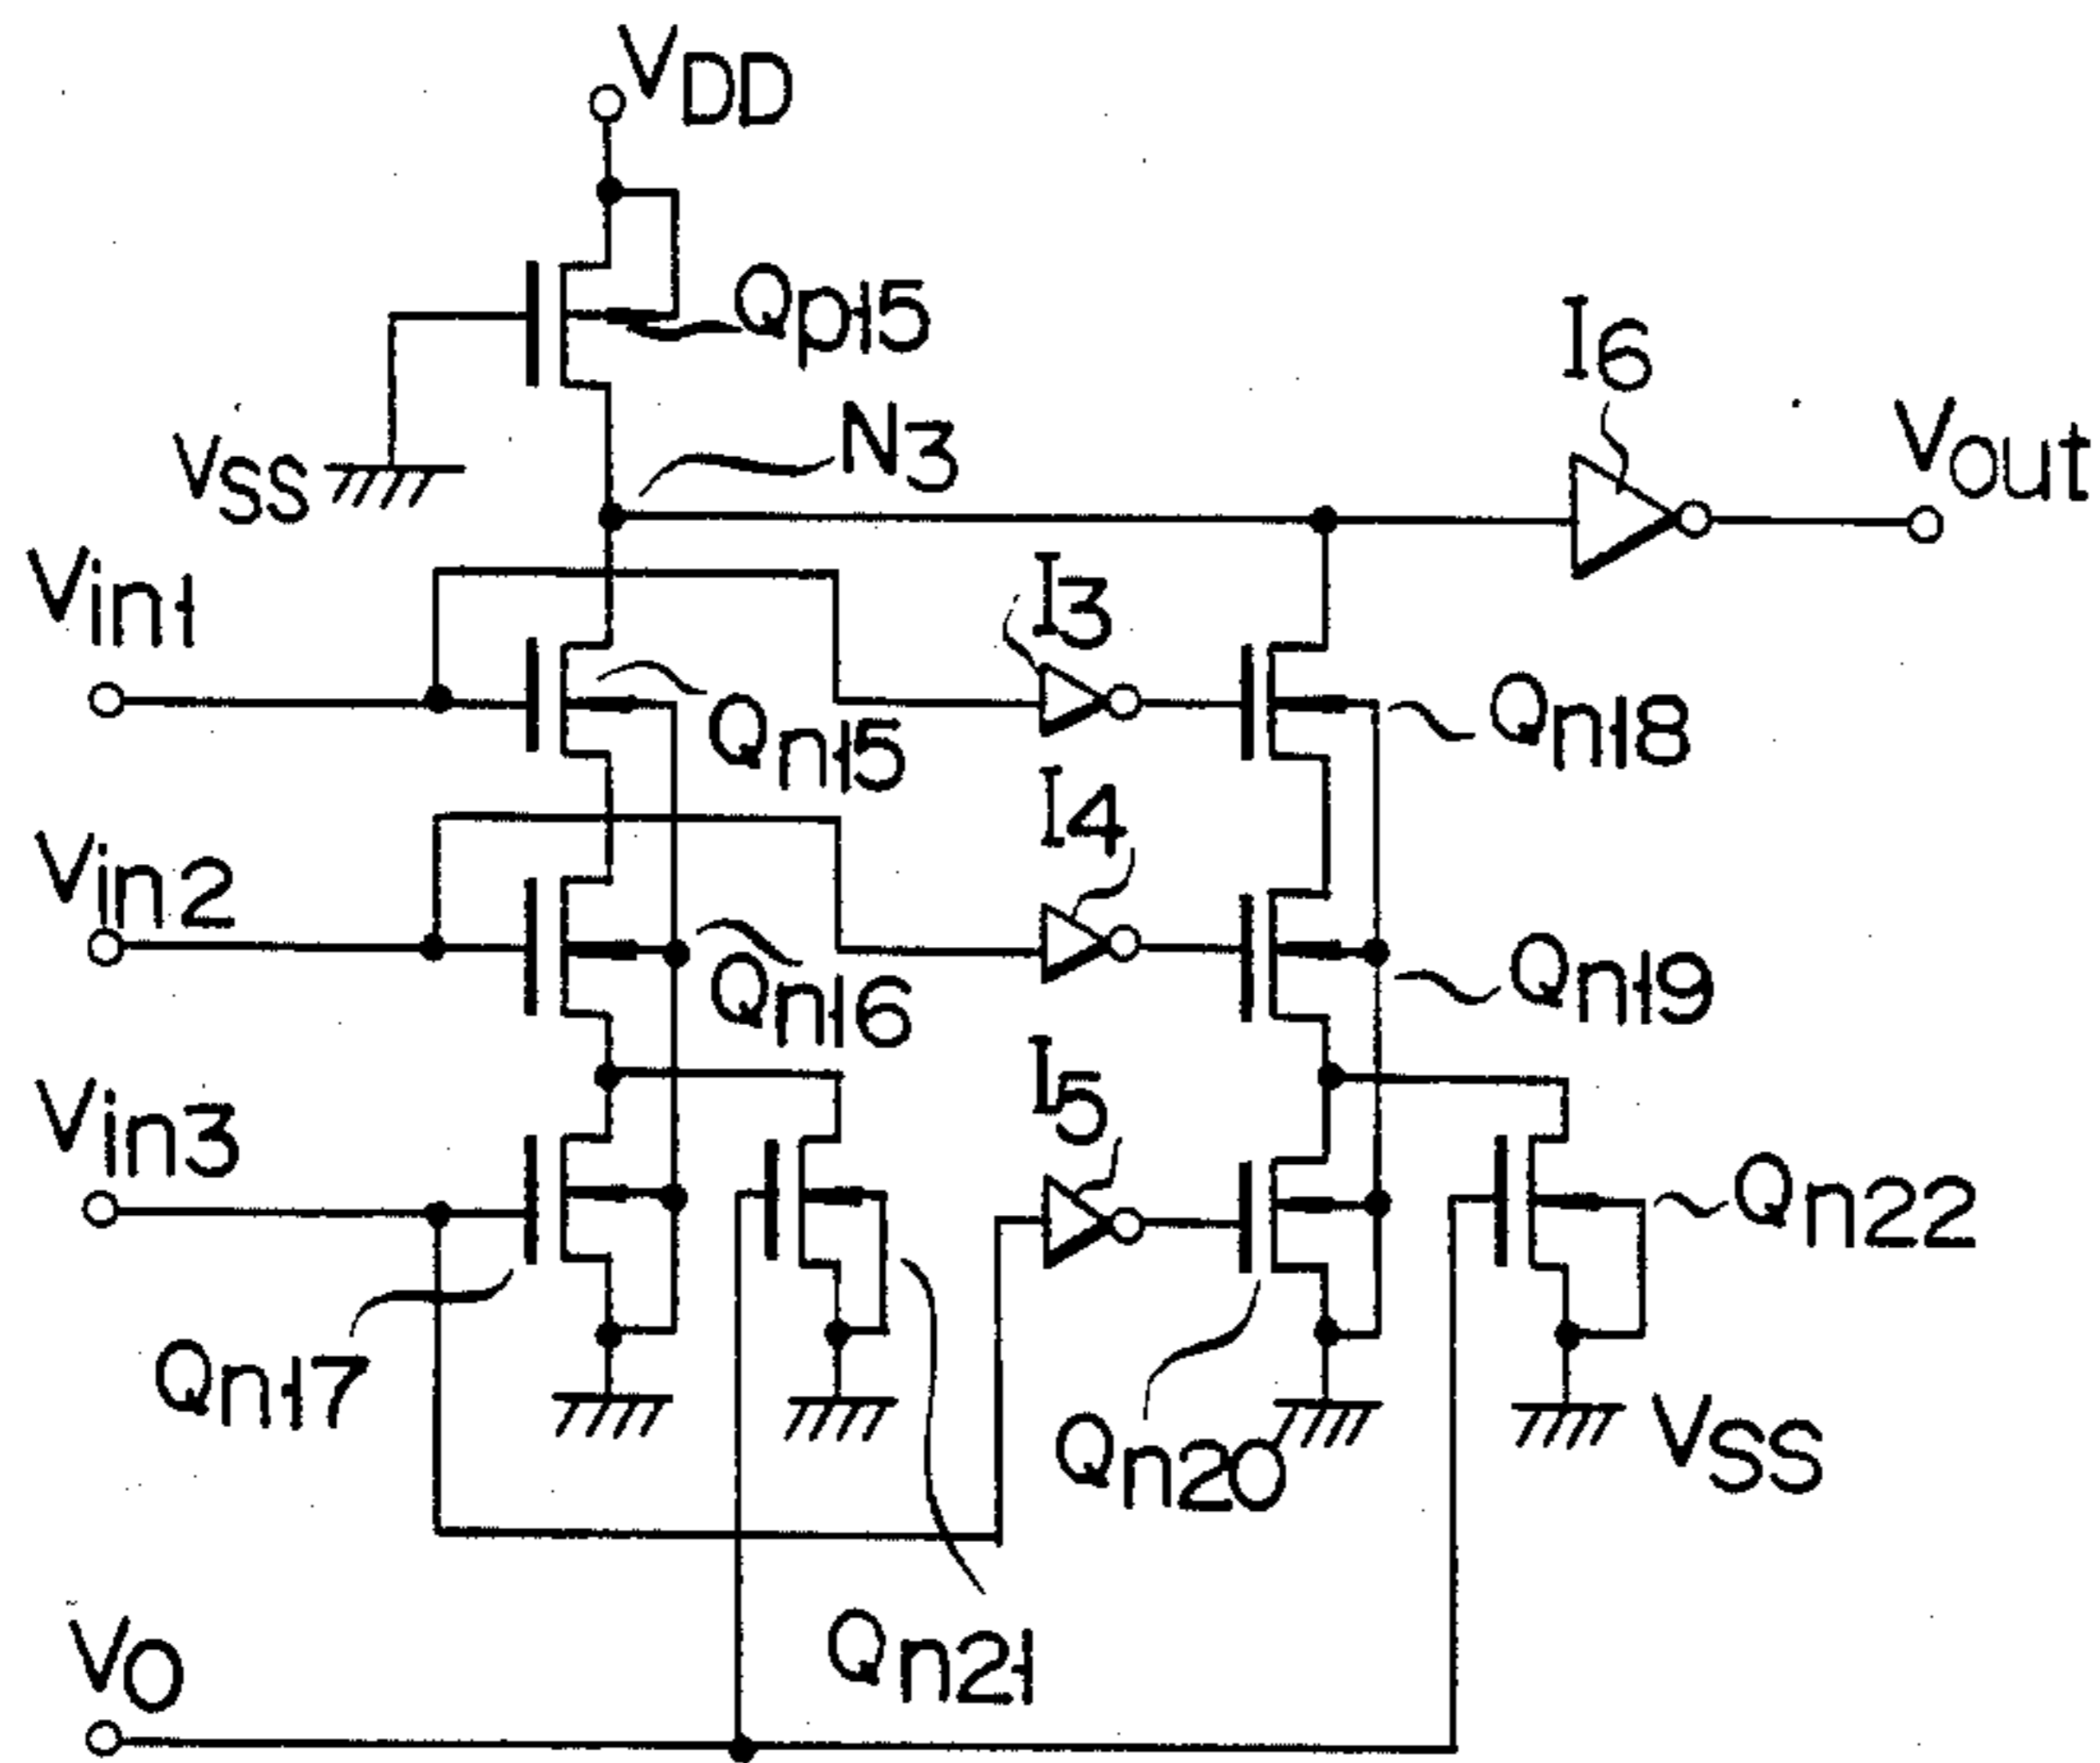 VDD
Qp15
I6
Vout
N3
VSS
Vin1
I3
Qn15
Qn18
I4
Vin2
Qn16
Qn19
I5
Vin3
Qn22
Qn17
Qn20
VSS
Qn21
VO